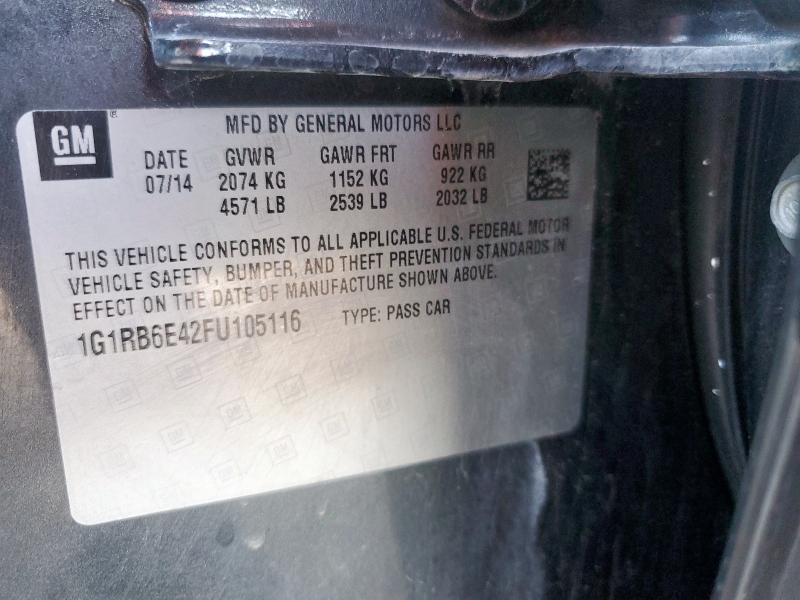 GM
MFD BY GENERAL MOTORS LLC
DATE GVWR GAWR FRT GAWR RR
07/14 2074 KG 1152 KG 922 KG
4571 LB 2539 LB 2032 LB
THIS VEHICLE CONFORMS TO ALL APPLICABLE U.S. FEDERAL MOTOR
VEHICLE SAFETY, BUMPER, AND THEFT PREVENTION STANDARDS IN
EFFECT ON THE DATE OF MANUFACTURE SHOWN ABOVE.
1G1RB6E42FU105116 TYPE: PASS CAR